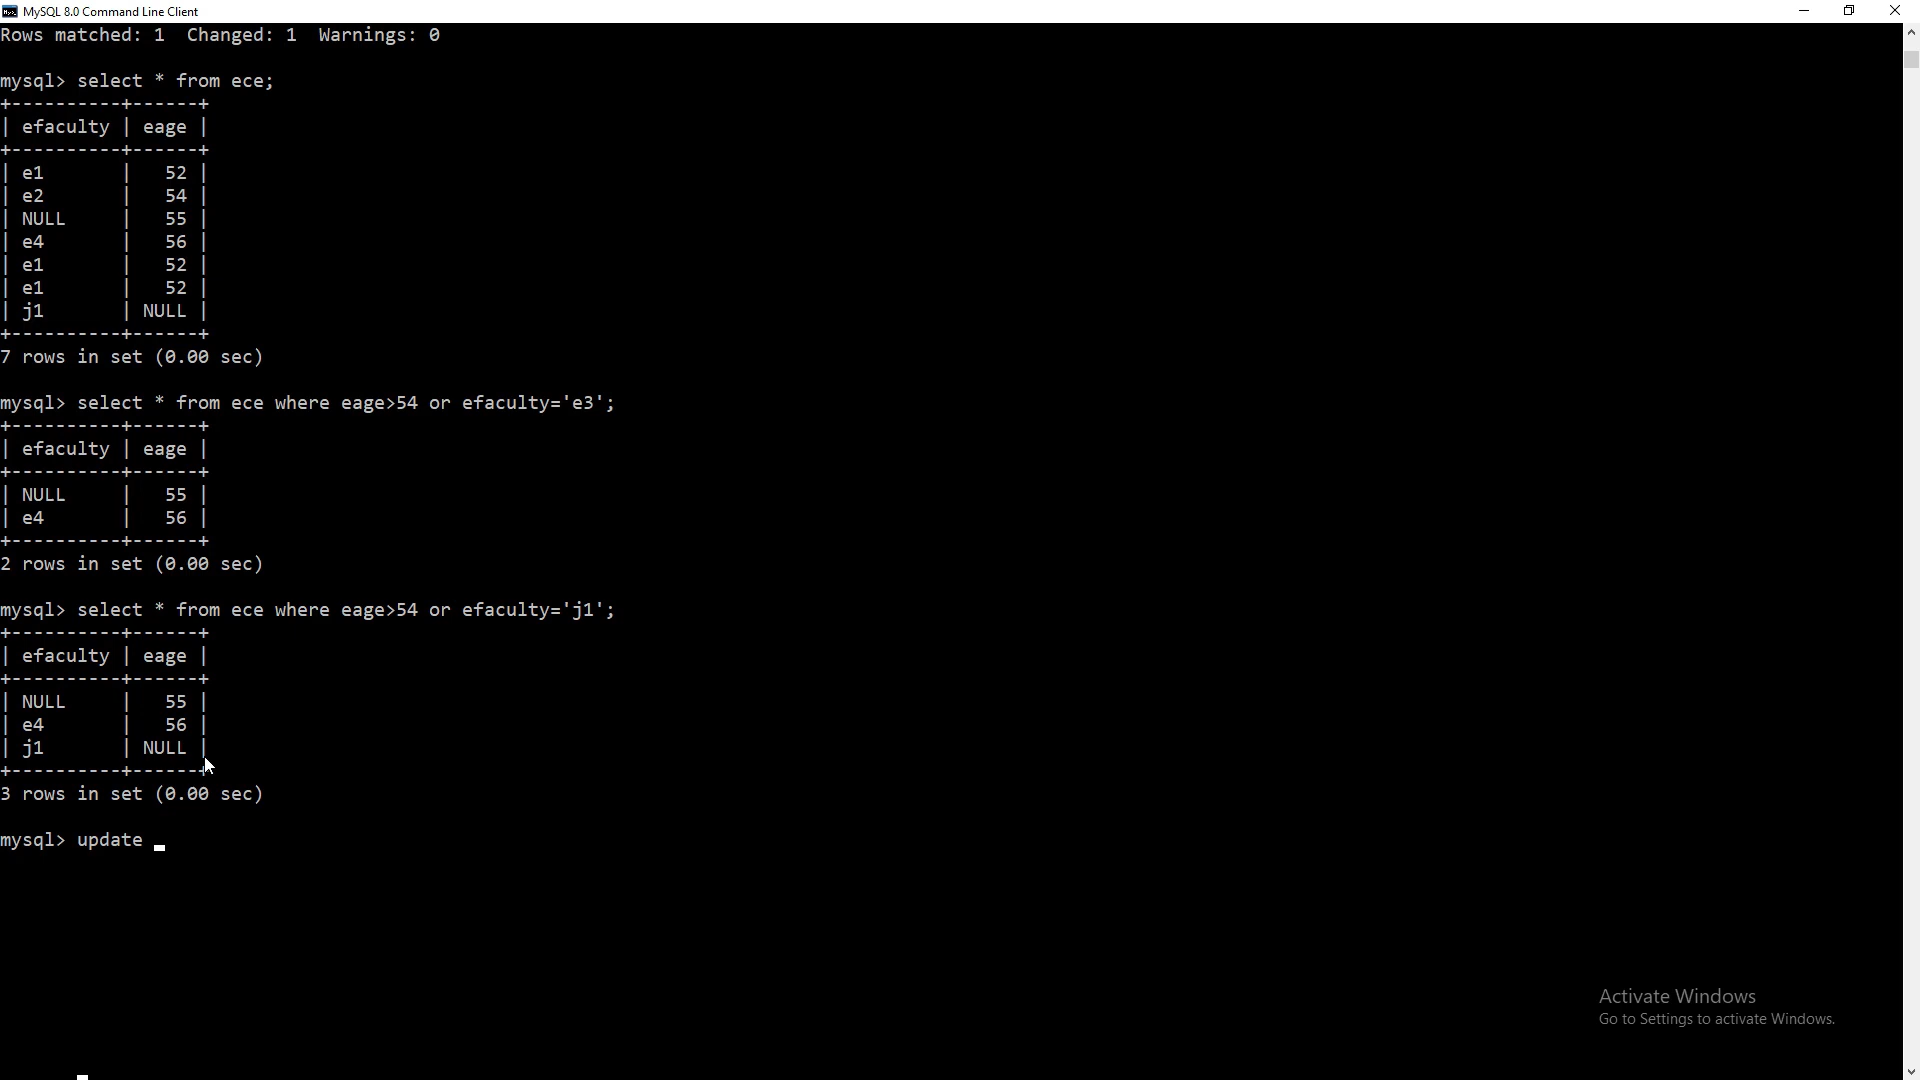 MySQL 8.0 Command Line Client
Rows matched: 1  Changed: 1  Warnings: 0
mysql> select * from ece;
+----------+------+
| efaculty | eage |
+----------+------+
| e1       |   52 |
| e2       |   54 |
| NULL     |   55 |
| e4       |   56 |
| e1       |   52 |
| e1       |   52 |
| j1       | NULL |
+----------+------+
7 rows in set (0.00 sec)
mysql> select * from ece where eage>54 or efaculty='e3';
+----------+------+
| efaculty | eage |
+----------+------+
| NULL     |   55 |
| e4       |   56 |
+----------+------+
2 rows in set (0.00 sec)
mysql> select * from ece where eage>54 or efaculty='j1';
+----------+------+
| efaculty | eage |
+----------+------+
| NULL     |   55 |
| e4       |   56 |
| j1       | NULL |
+----------+------+
3 rows in set (0.00 sec)
mysql> update
Activate Windows
Go to Settings to activate Windows.